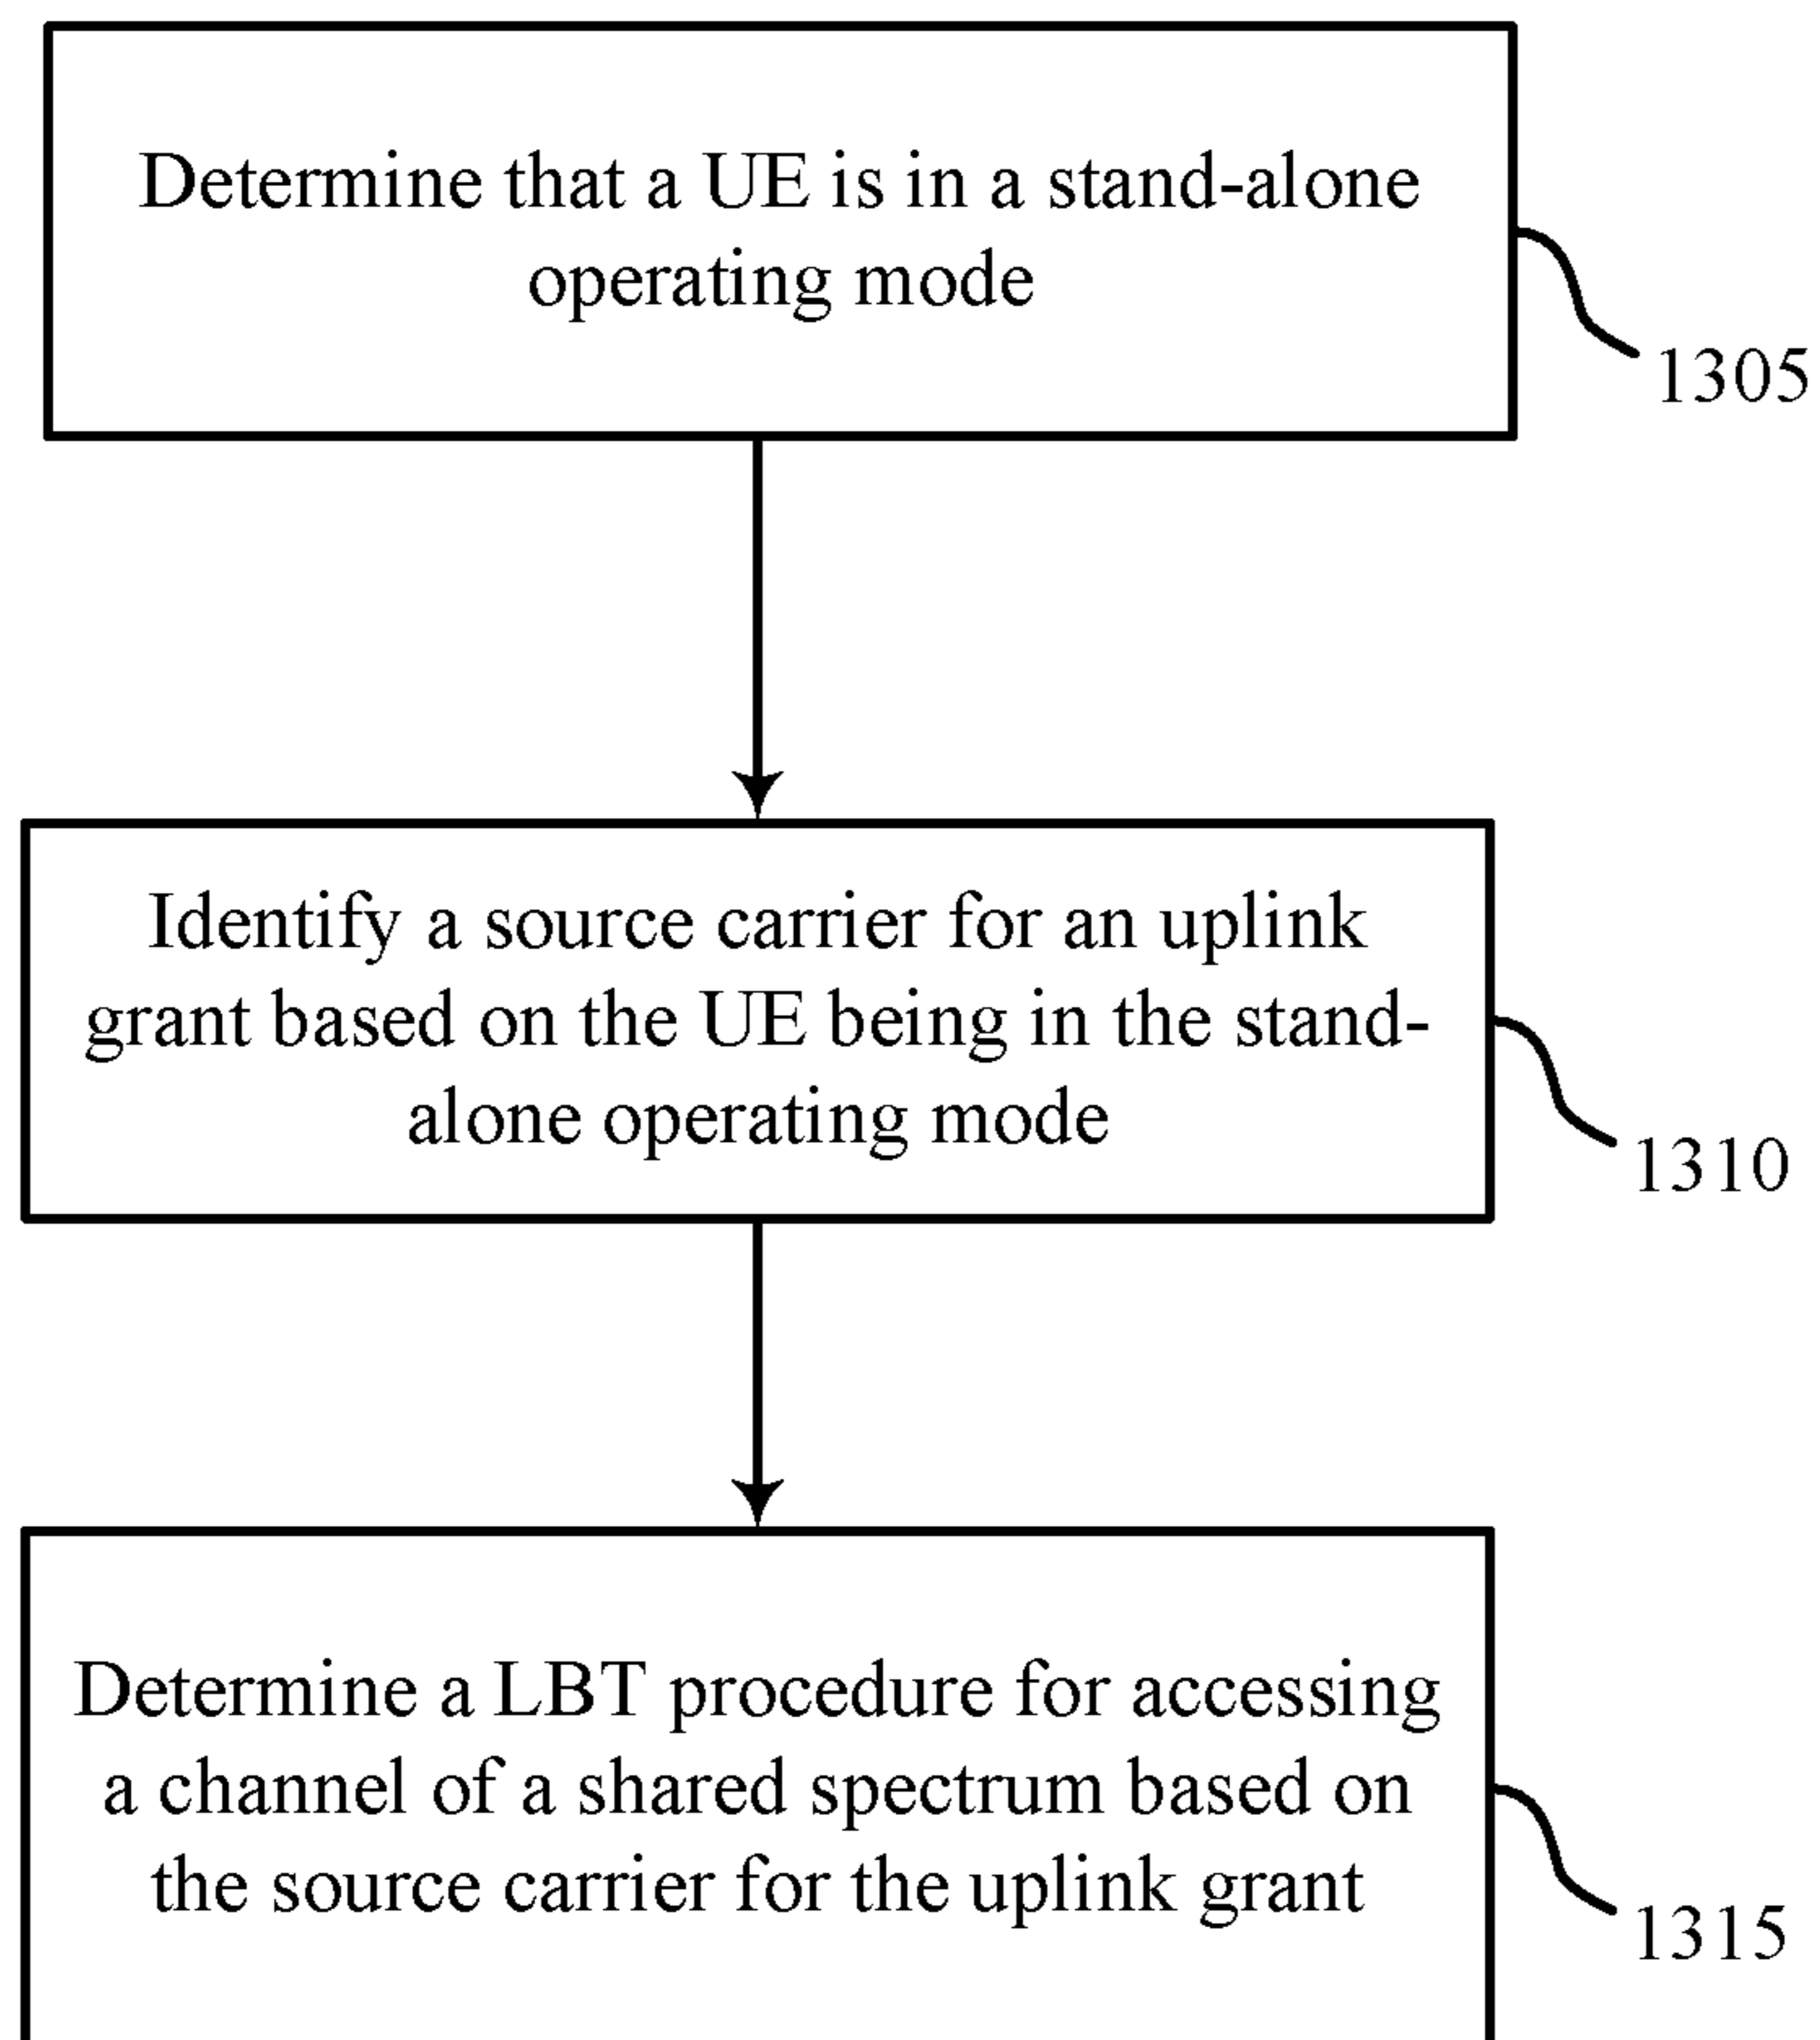 Determine that a UE is in a stand-alone
operating mode
1305
Identify a source carrier for an uplink
grant based on the UE being in the stand-
alone operating mode
1310
Determine a LBT procedure for accessing
a channel of a shared spectrum based on
the source carrier for the uplink grant
1315